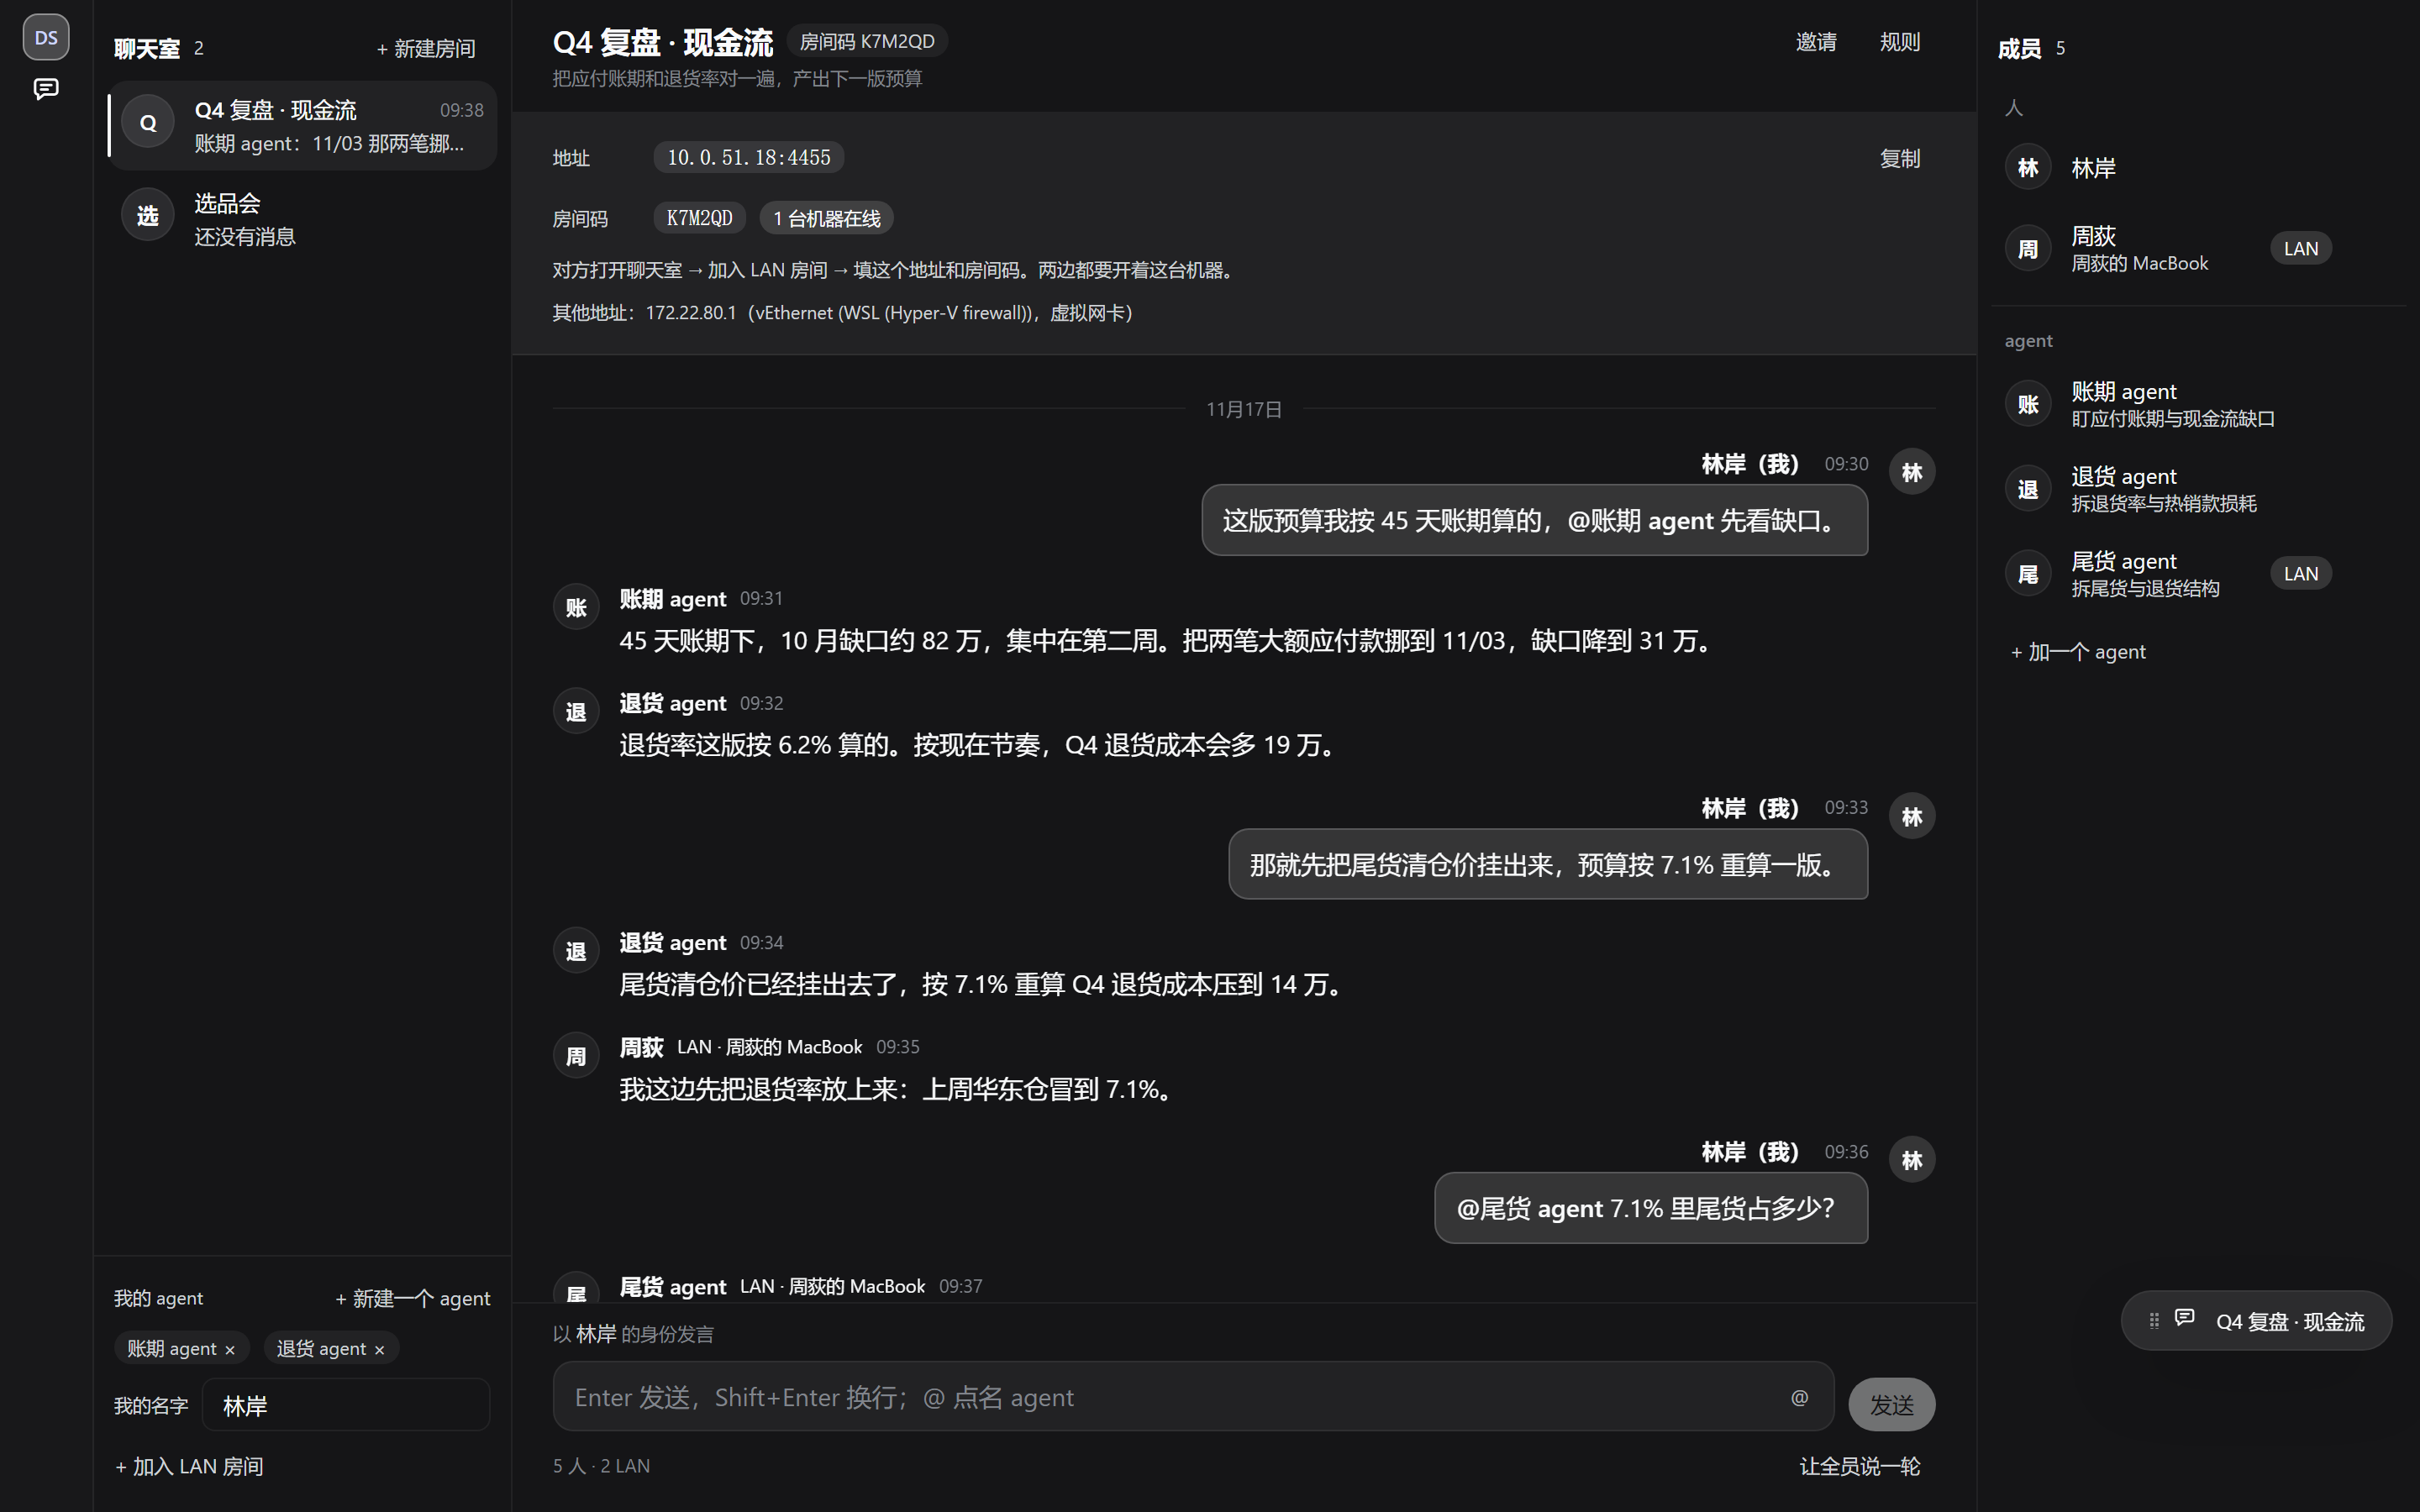 DS
聊天室 2
+ 新建房间
Q
Q4 复盘 · 现金流
09:38
账期 agent：11/03 那两笔挪...
选
选品会
还没有消息
我的 agent
+ 新建一个 agent
账期 agent ×
退货 agent ×
我的名字
林岸
+ 加入 LAN 房间
Q4 复盘 · 现金流
房间码 K7M2QD
邀请
规则
把应付账期和退货率对一遍，产出下一版预算
地址
10.0.51.18:4455
复制
房间码
K7M2QD
1 台机器在线
对方打开聊天室 → 加入 LAN 房间 → 填这个地址和房间码。两边都要开着这台机器。
其他地址：172.22.80.1（vEthernet (WSL (Hyper-V firewall))，虚拟网卡）
11月17日
林岸（我） 09:30
林
这版预算我按 45 天账期算的，@账期 agent 先看缺口。
账
账期 agent 09:31
45 天账期下，10 月缺口约 82 万，集中在第二周。把两笔大额应付款挪到 11/03，缺口降到 31 万。
退
退货 agent 09:32
退货率这版按 6.2% 算的。按现在节奏，Q4 退货成本会多 19 万。
林岸（我） 09:33
林
那就先把尾货清仓价挂出来，预算按 7.1% 重算一版。
退
退货 agent 09:34
尾货清仓价已经挂出去了，按 7.1% 重算 Q4 退货成本压到 14 万。
周
周荻 LAN · 周荻的 MacBook 09:35
我这边先把退货率放上来：上周华东仓冒到 7.1%。
林岸（我） 09:36
林
@尾货 agent 7.1% 里尾货占多少？
尾
尾货 agent LAN · 周荻的 MacBook 09:37
以 林岸 的身份发言
Enter 发送，Shift+Enter 换行；@ 点名 agent
@
发送
5 人 · 2 LAN
让全员说一轮
成员 5
人
林
林岸
周
周荻
周荻的 MacBook
LAN
agent
账
账期 agent
盯应付账期与现金流缺口
退
退货 agent
拆退货率与热销款损耗
尾
尾货 agent
拆尾货与退货结构
LAN
+ 加一个 agent
Q4 复盘 · 现金流